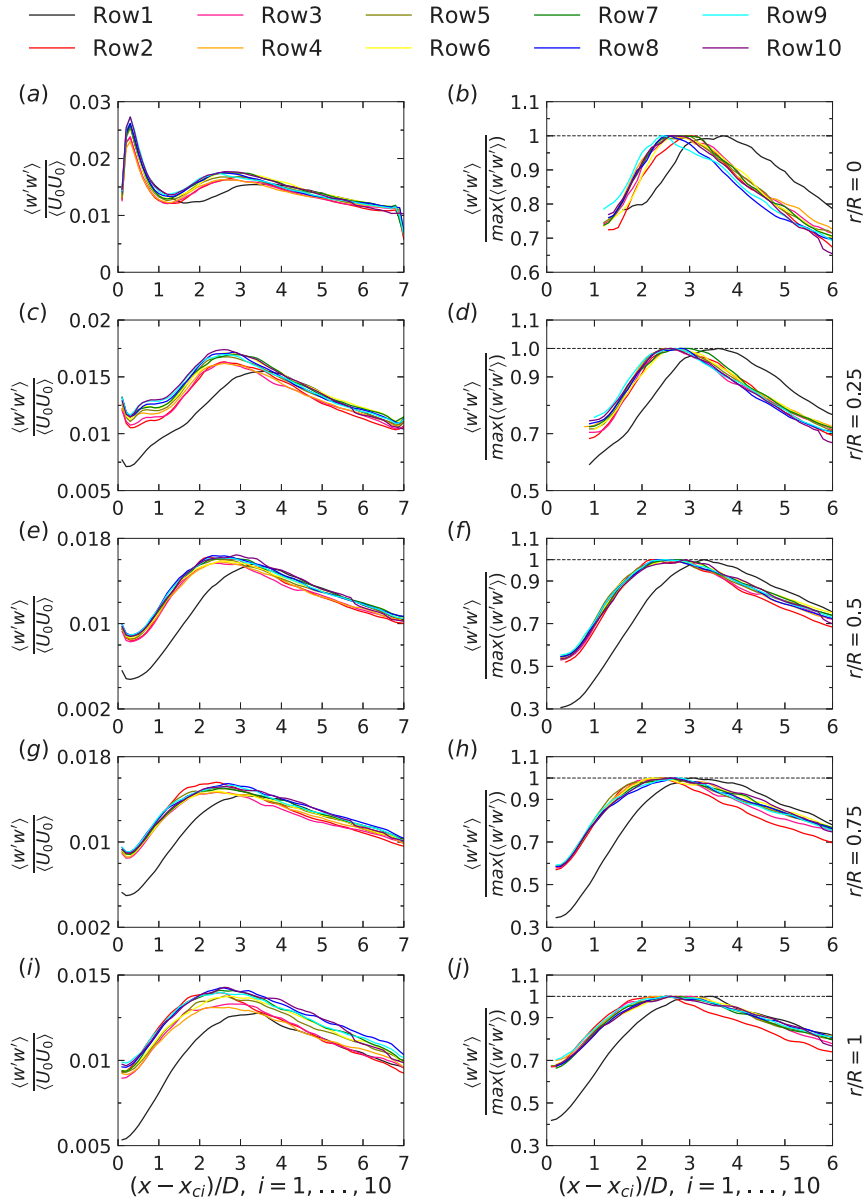 Row1 Row3 Row5 Row7 Row9
Row2 Row4 Row6 Row8 Row10
(a) (b)
⟨w'w'⟩
⟨U₀U₀⟩
0.03
0.02
0.01
0
0 1 2 3 4 5 6 7
⟨w'w'⟩
max(⟨w'w'⟩)
1.1
1
0.9
0.8
0.7
0.6
0 1 2 3 4 5 6
r/R = 0
(c) (d)
⟨w'w'⟩
⟨U₀U₀⟩
0.02
0.015
0.01
0.005
0 1 2 3 4 5 6 7
⟨w'w'⟩
max(⟨w'w'⟩)
1.1
1.0
0.9
0.7
0.5
0 1 2 3 4 5 6
r/R = 0.25
(e) (f)
⟨w'w'⟩
⟨U₀U₀⟩
0.018
0.01
0.002
0 1 2 3 4 5 6 7
⟨w'w'⟩
max(⟨w'w'⟩)
1.1
1
0.9
0.7
0.5
0.3
0 1 2 3 4 5 6
r/R = 0.5
(g) (h)
⟨w'w'⟩
⟨U₀U₀⟩
0.018
0.01
0.002
0 1 2 3 4 5 6 7
⟨w'w'⟩
max(⟨w'w'⟩)
1.1
1
0.9
0.7
0.5
0.3
0 1 2 3 4 5 6
r/R = 0.75
(i) (j)
⟨w'w'⟩
⟨U₀U₀⟩
0.015
0.01
0.005
0 1 2 3 4 5 6 7
(x − x_ci)/D, i = 1, . . . , 10
⟨w'w'⟩
max(⟨w'w'⟩)
1.1
1
0.9
0.7
0.5
0.3
0 1 2 3 4 5 6
(x − x_ci)/D, i = 1, . . . , 10
r/R = 1